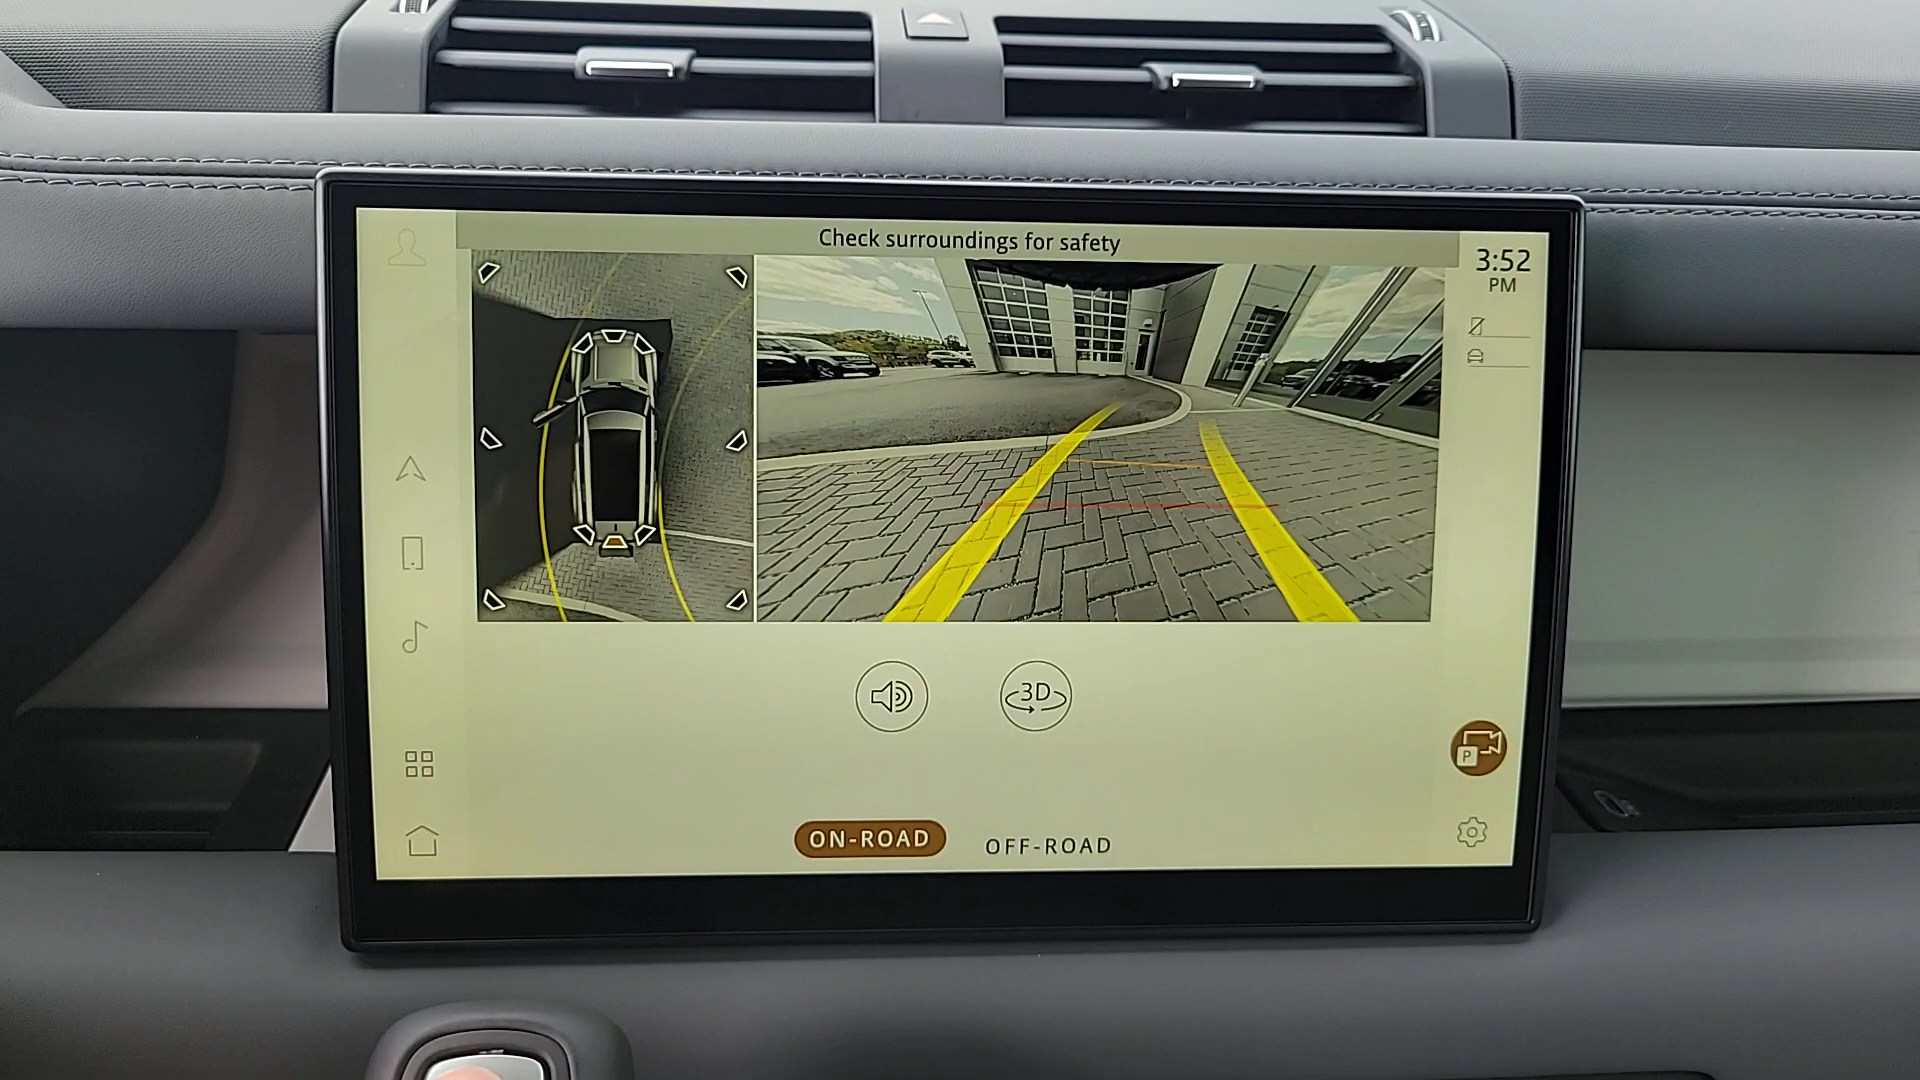 Check surroundings for safety
3:52
PM
3D
P
ON-ROAD
OFF-ROAD